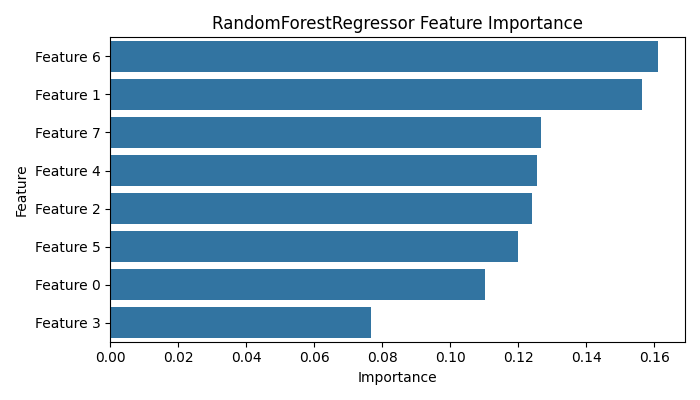 RandomForestRegressor Feature Importance
Feature 6
Feature 1
Feature 7
Feature 4
Feature 2
Feature 5
Feature 0
Feature 3
Feature
0.00 0.02 0.04 0.06 0.08 0.10 0.12 0.14 0.16
Importance